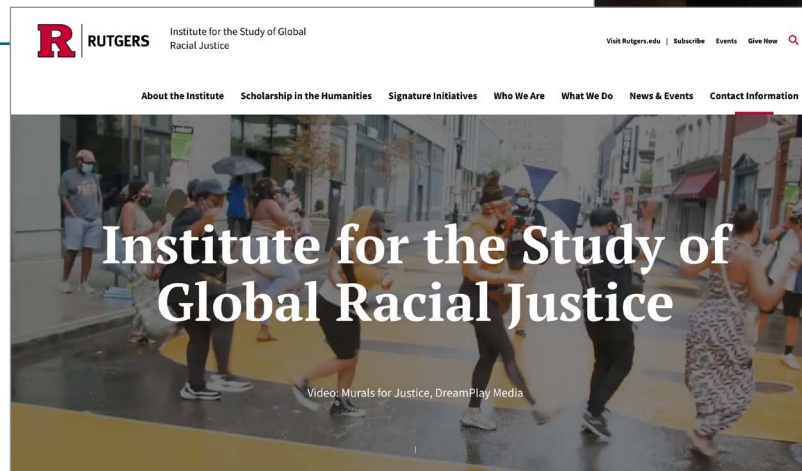 RUTGERS
Institute for the Study of Global
Racial Justice
Visit Rutgers.edu | Subscribe Events Give Now
About the Institute Scholarship in the Humanities Signature Initiatives Who We Are What We Do News & Events Contact Information
Institute for the Study of
Global Racial Justice
Video: Murals for Justice, DreamPlay Media